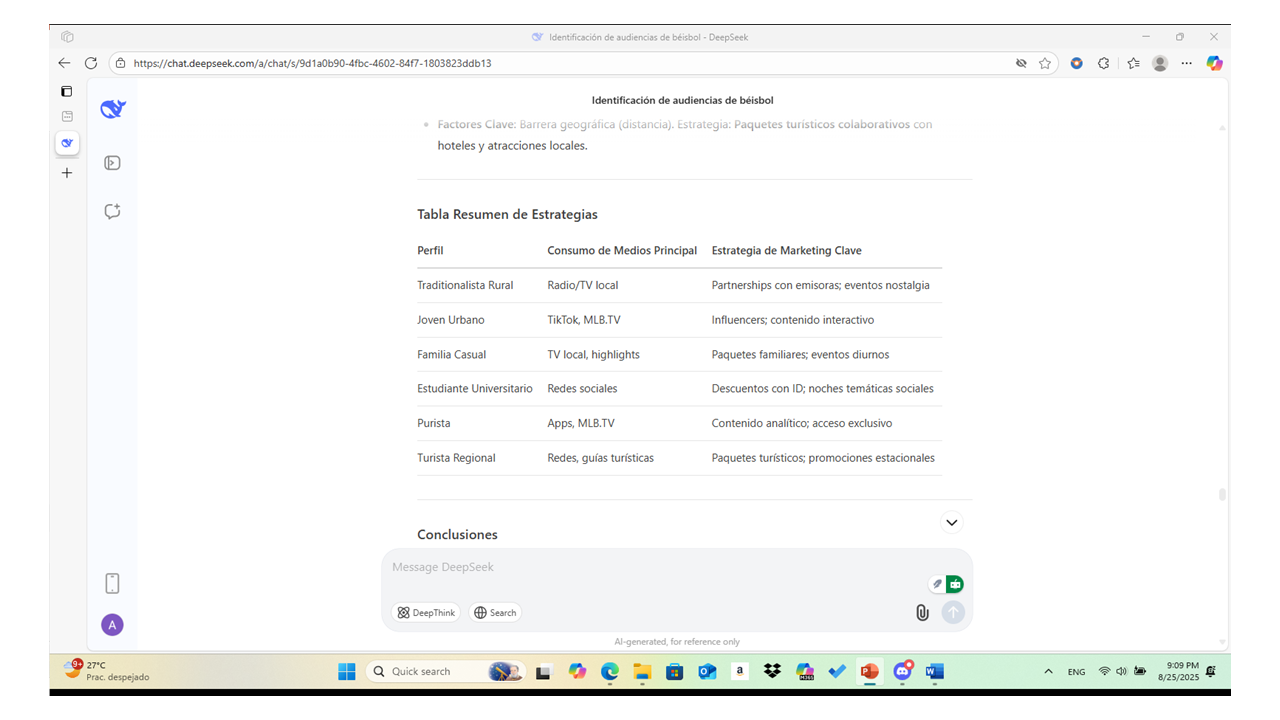 Identificación de audiencias de béisbol - DeepSeek
https://chat.deepseek.com/a/chat/s/9d1a0b90-4fbc-4602-84f7-1803823ddb13
Identificación de audiencias de béisbol
Factores Clave: Barrera geográfica (distancia). Estrategia: Paquetes turísticos colaborativos con
hoteles y atracciones locales.
Tabla Resumen de Estrategias
Perfil Consumo de Medios Principal Estrategia de Marketing Clave
Traditionalista Rural Radio/TV local Partnerships con emisoras; eventos nostalgia
Joven Urbano TikTok, MLB.TV Influencers; contenido interactivo
Familia Casual TV local, highlights Paquetes familiares; eventos diurnos
Estudiante Universitario Redes sociales Descuentos con ID; noches temáticas sociales
Purista Apps, MLB.TV Contenido analítico; acceso exclusivo
Turista Regional Redes, guías turísticas Paquetes turísticos; promociones estacionales
Conclusiones
Message DeepSeek
DeepThink Search
A
AI-generated, for reference only
9+ 27°C
Prac. despejado
Quick search
a
M365
ENG
9:09 PM
8/25/2025